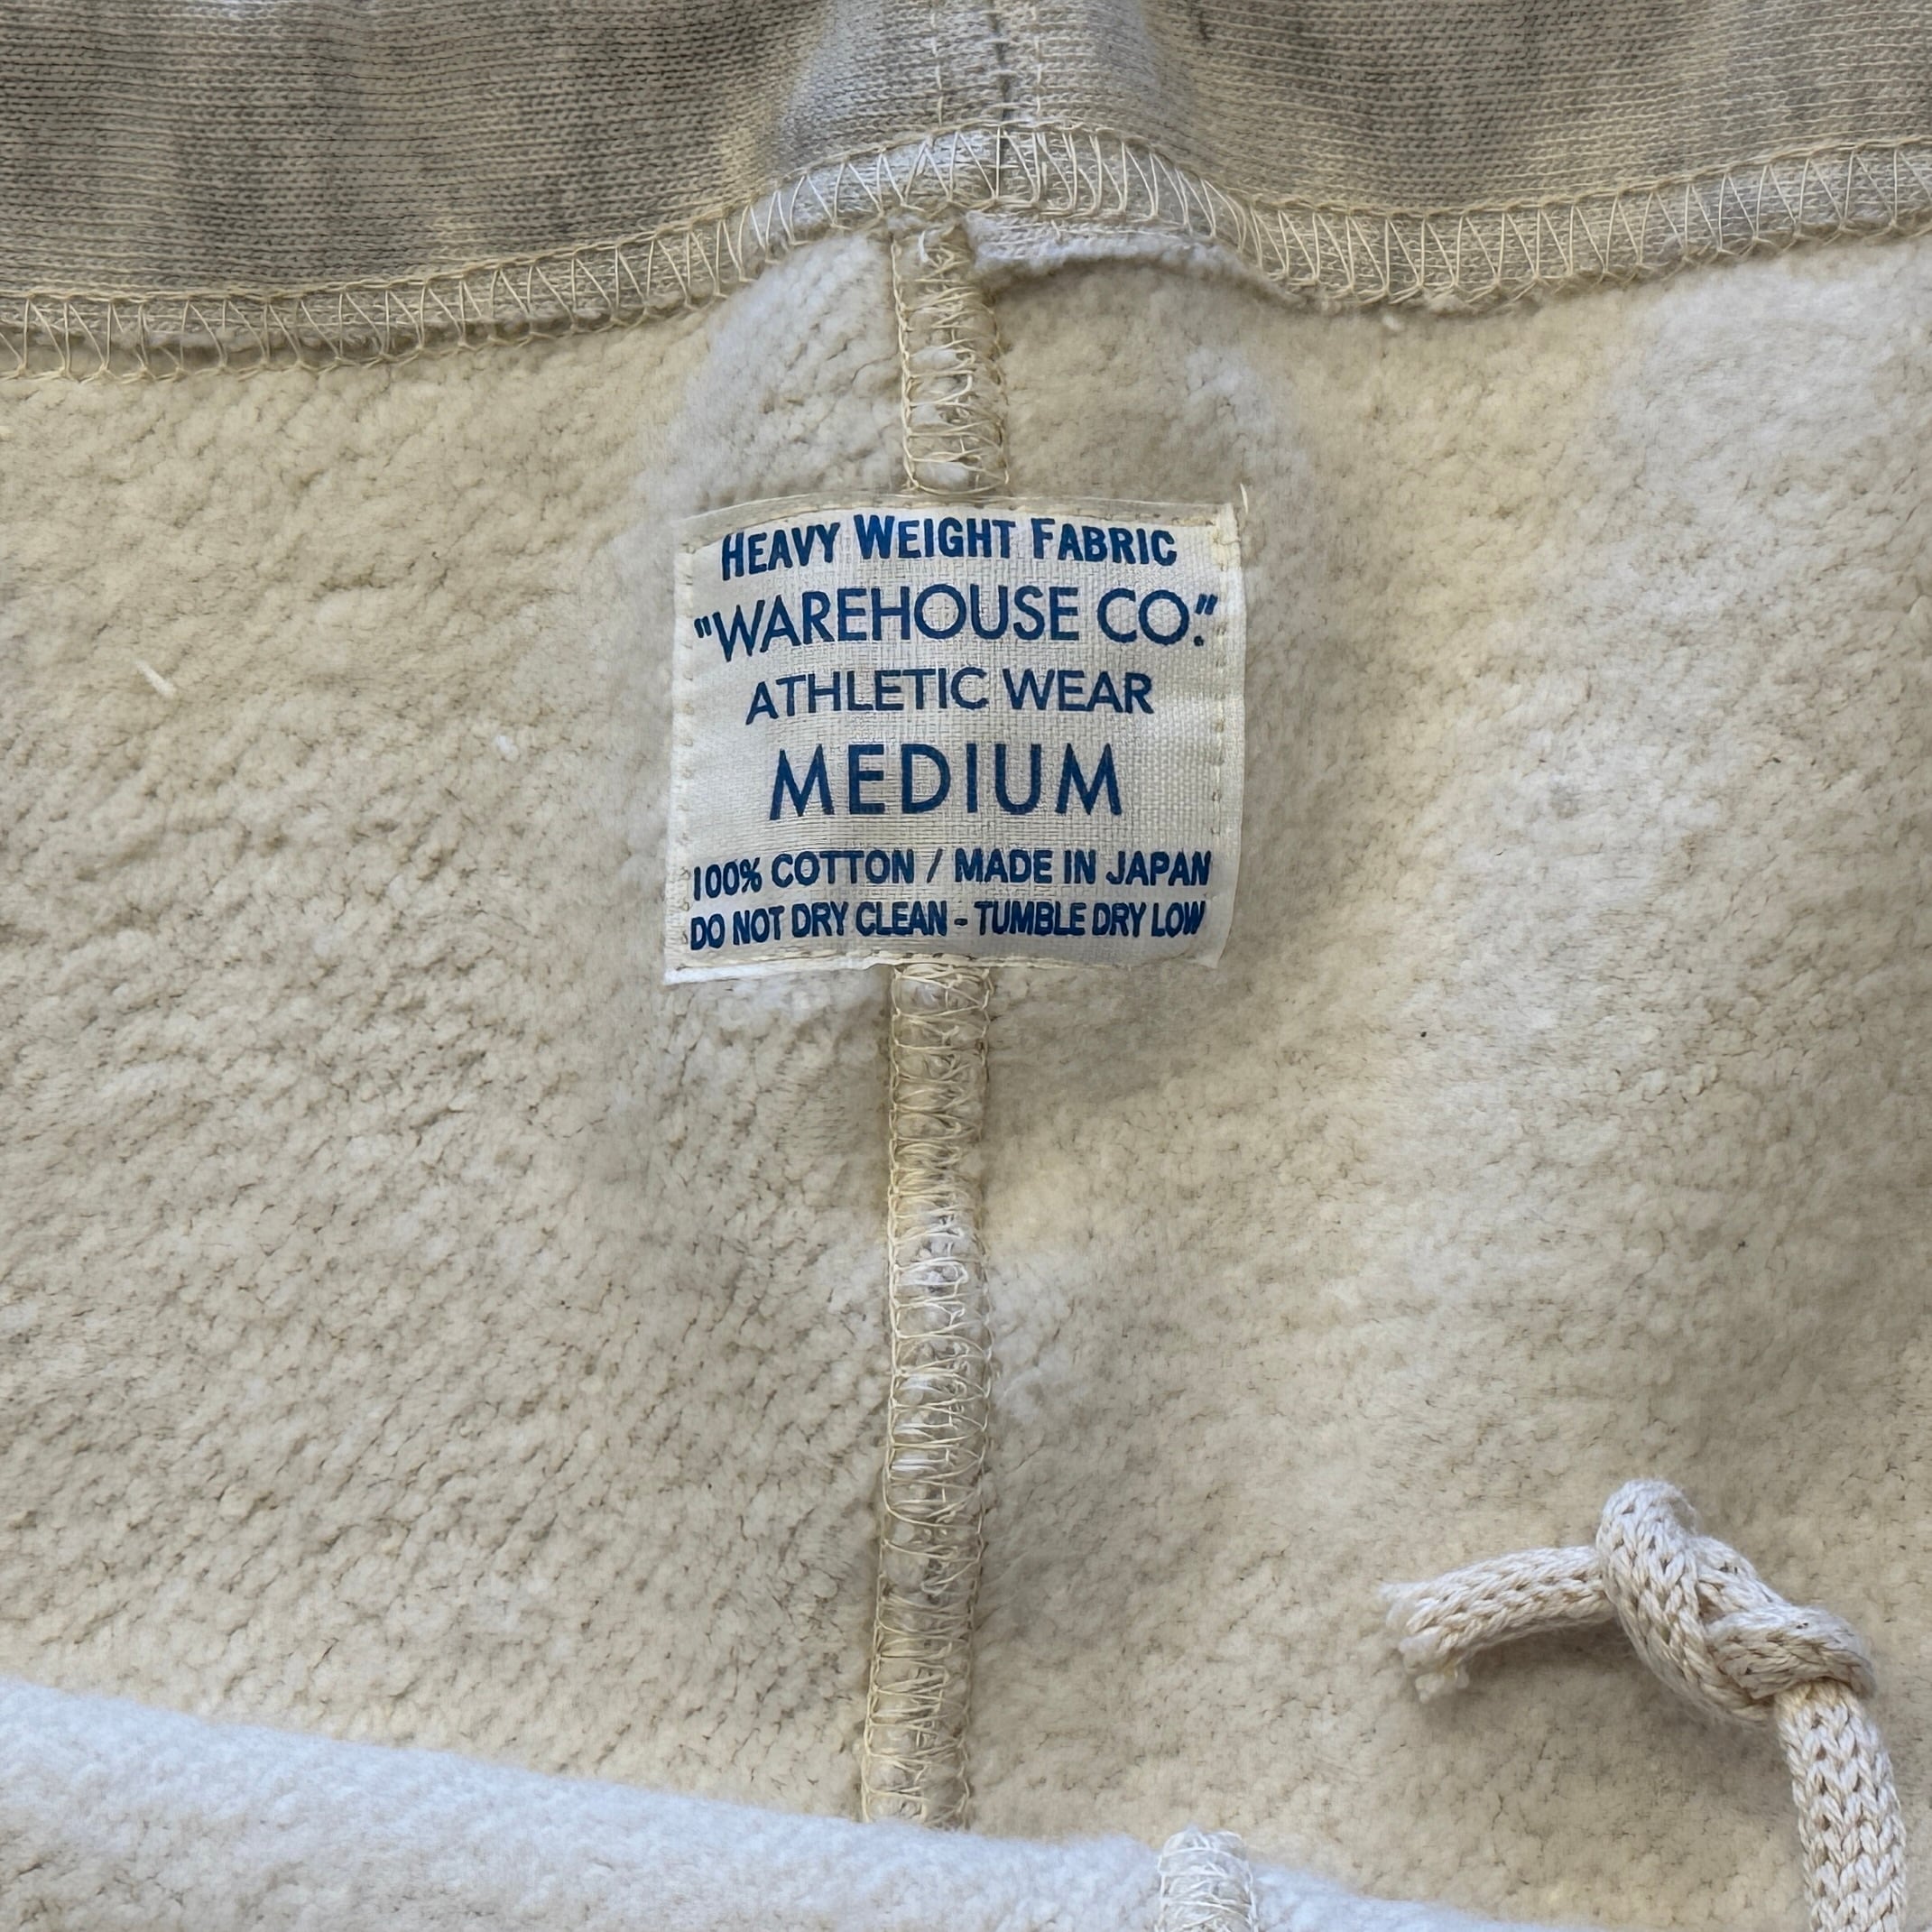 HEAVY WEIGHT FABRIC
"WAREHOUSE CO."
ATHLETIC WEAR
MEDIUM
100% COTTON / MADE IN JAPAN
DO NOT DRY CLEAN - TUMBLE DRY LOW